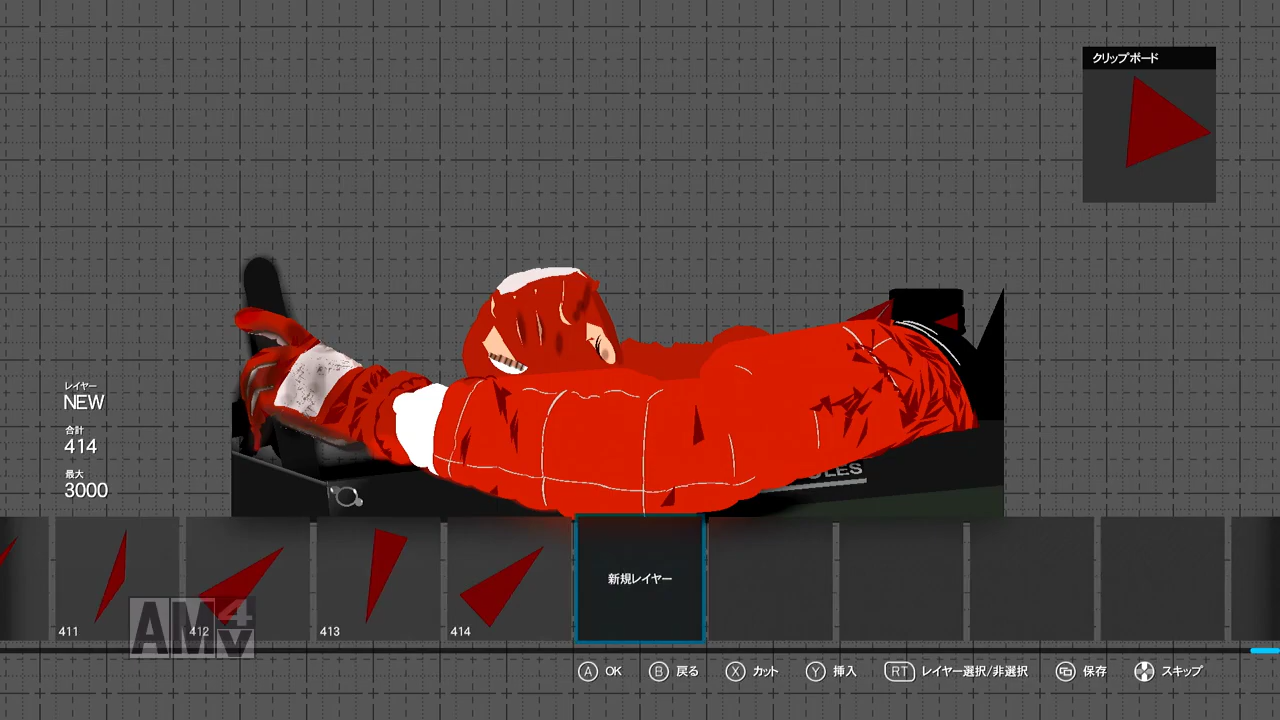 クリップボード
レイヤー
NEW
合計
414
最大
3000
OLES
新規レイヤー
411
412
413
414
AM4V
A OK
B 戻る
X カット
Y 挿入
RT レイヤー選択/非選択
保存
スキップ